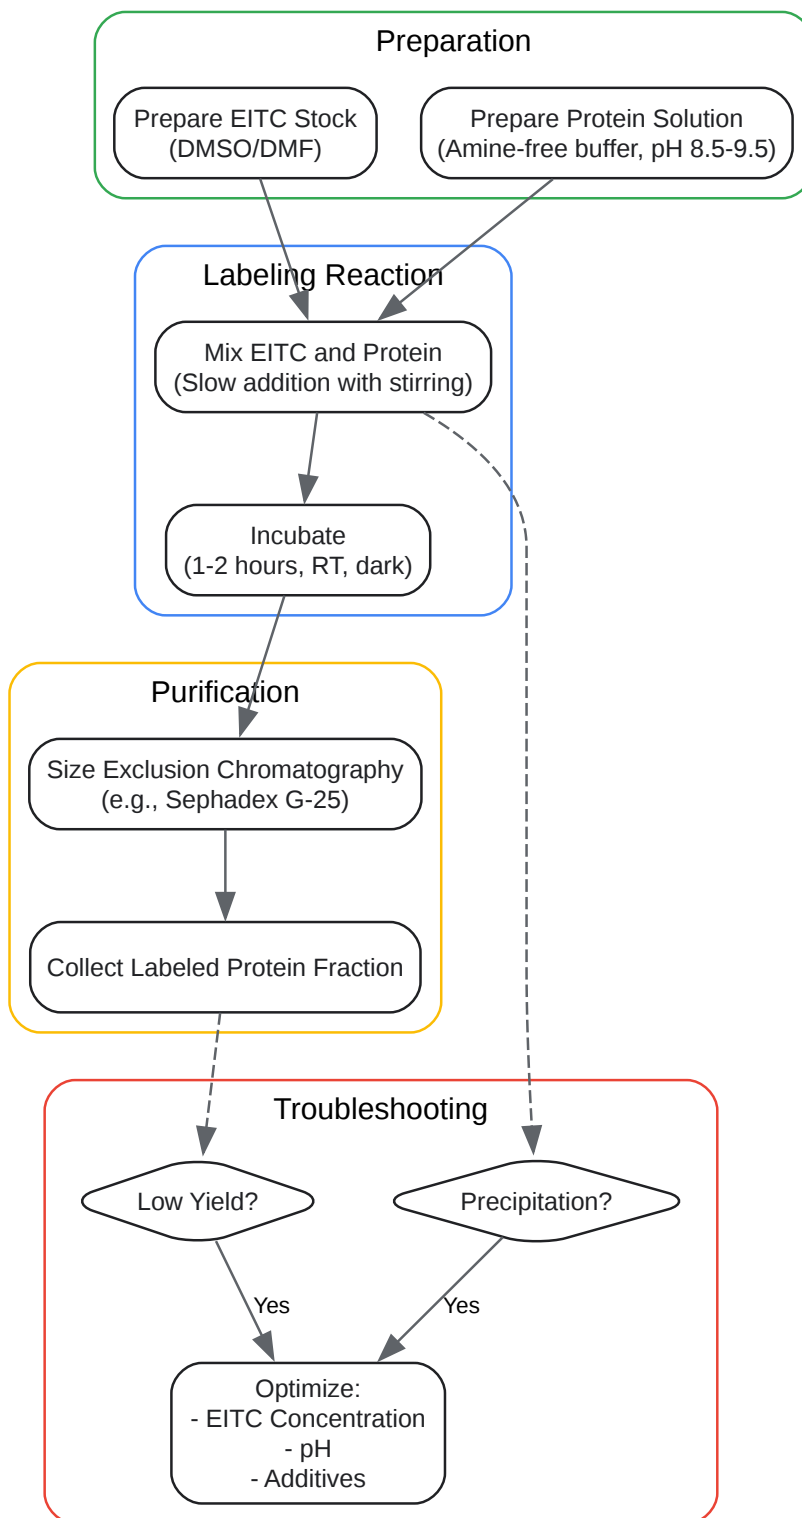 Preparation
Prepare EITC Stock
(DMSO/DMF)
Prepare Protein Solution
(Amine-free buffer, pH 8.5-9.5)
Labeling Reaction
Mix EITC and Protein
(Slow addition with stirring)
Incubate
(1-2 hours, RT, dark)
Purification
Size Exclusion Chromatography
(e.g., Sephadex G-25)
Collect Labeled Protein Fraction
Troubleshooting
Low Yield?
Precipitation?
Yes
Yes
Optimize:
- EITC Concentration
- pH
- Additives